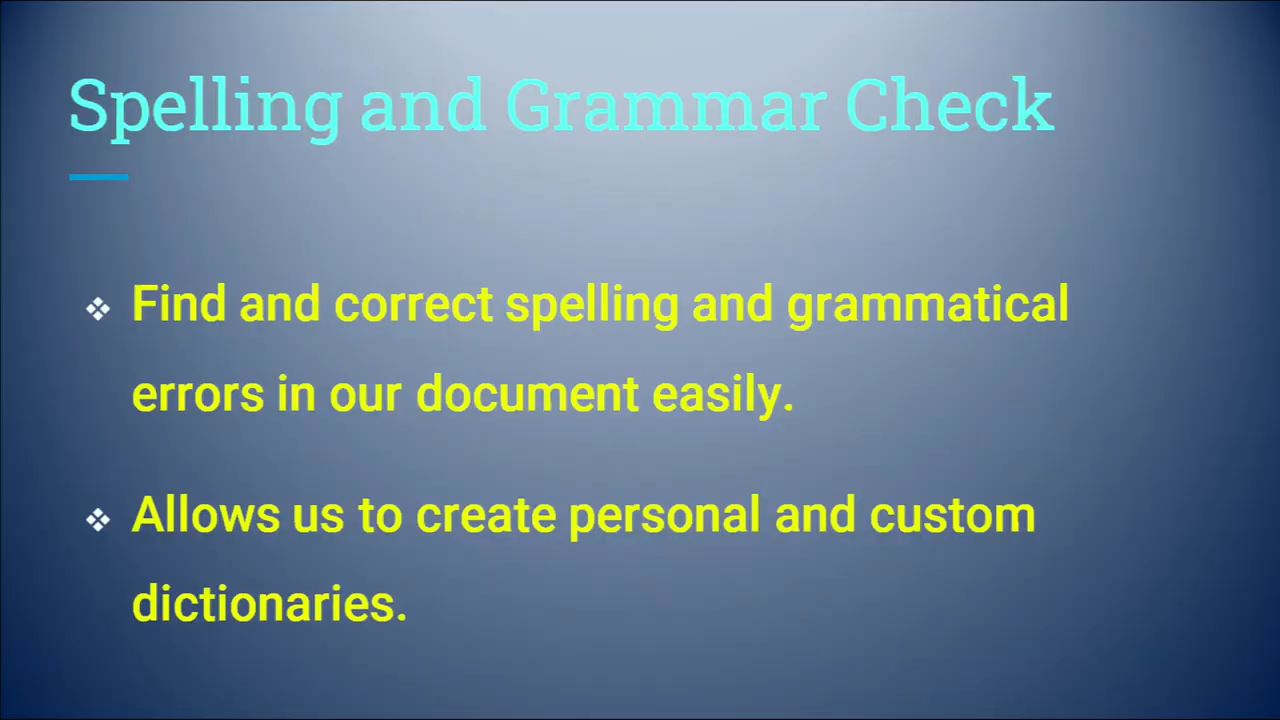 Spelling and Grammar Check
❖ Find and correct spelling and grammatical
errors in our document easily.
❖ Allows us to create personal and custom
dictionaries.